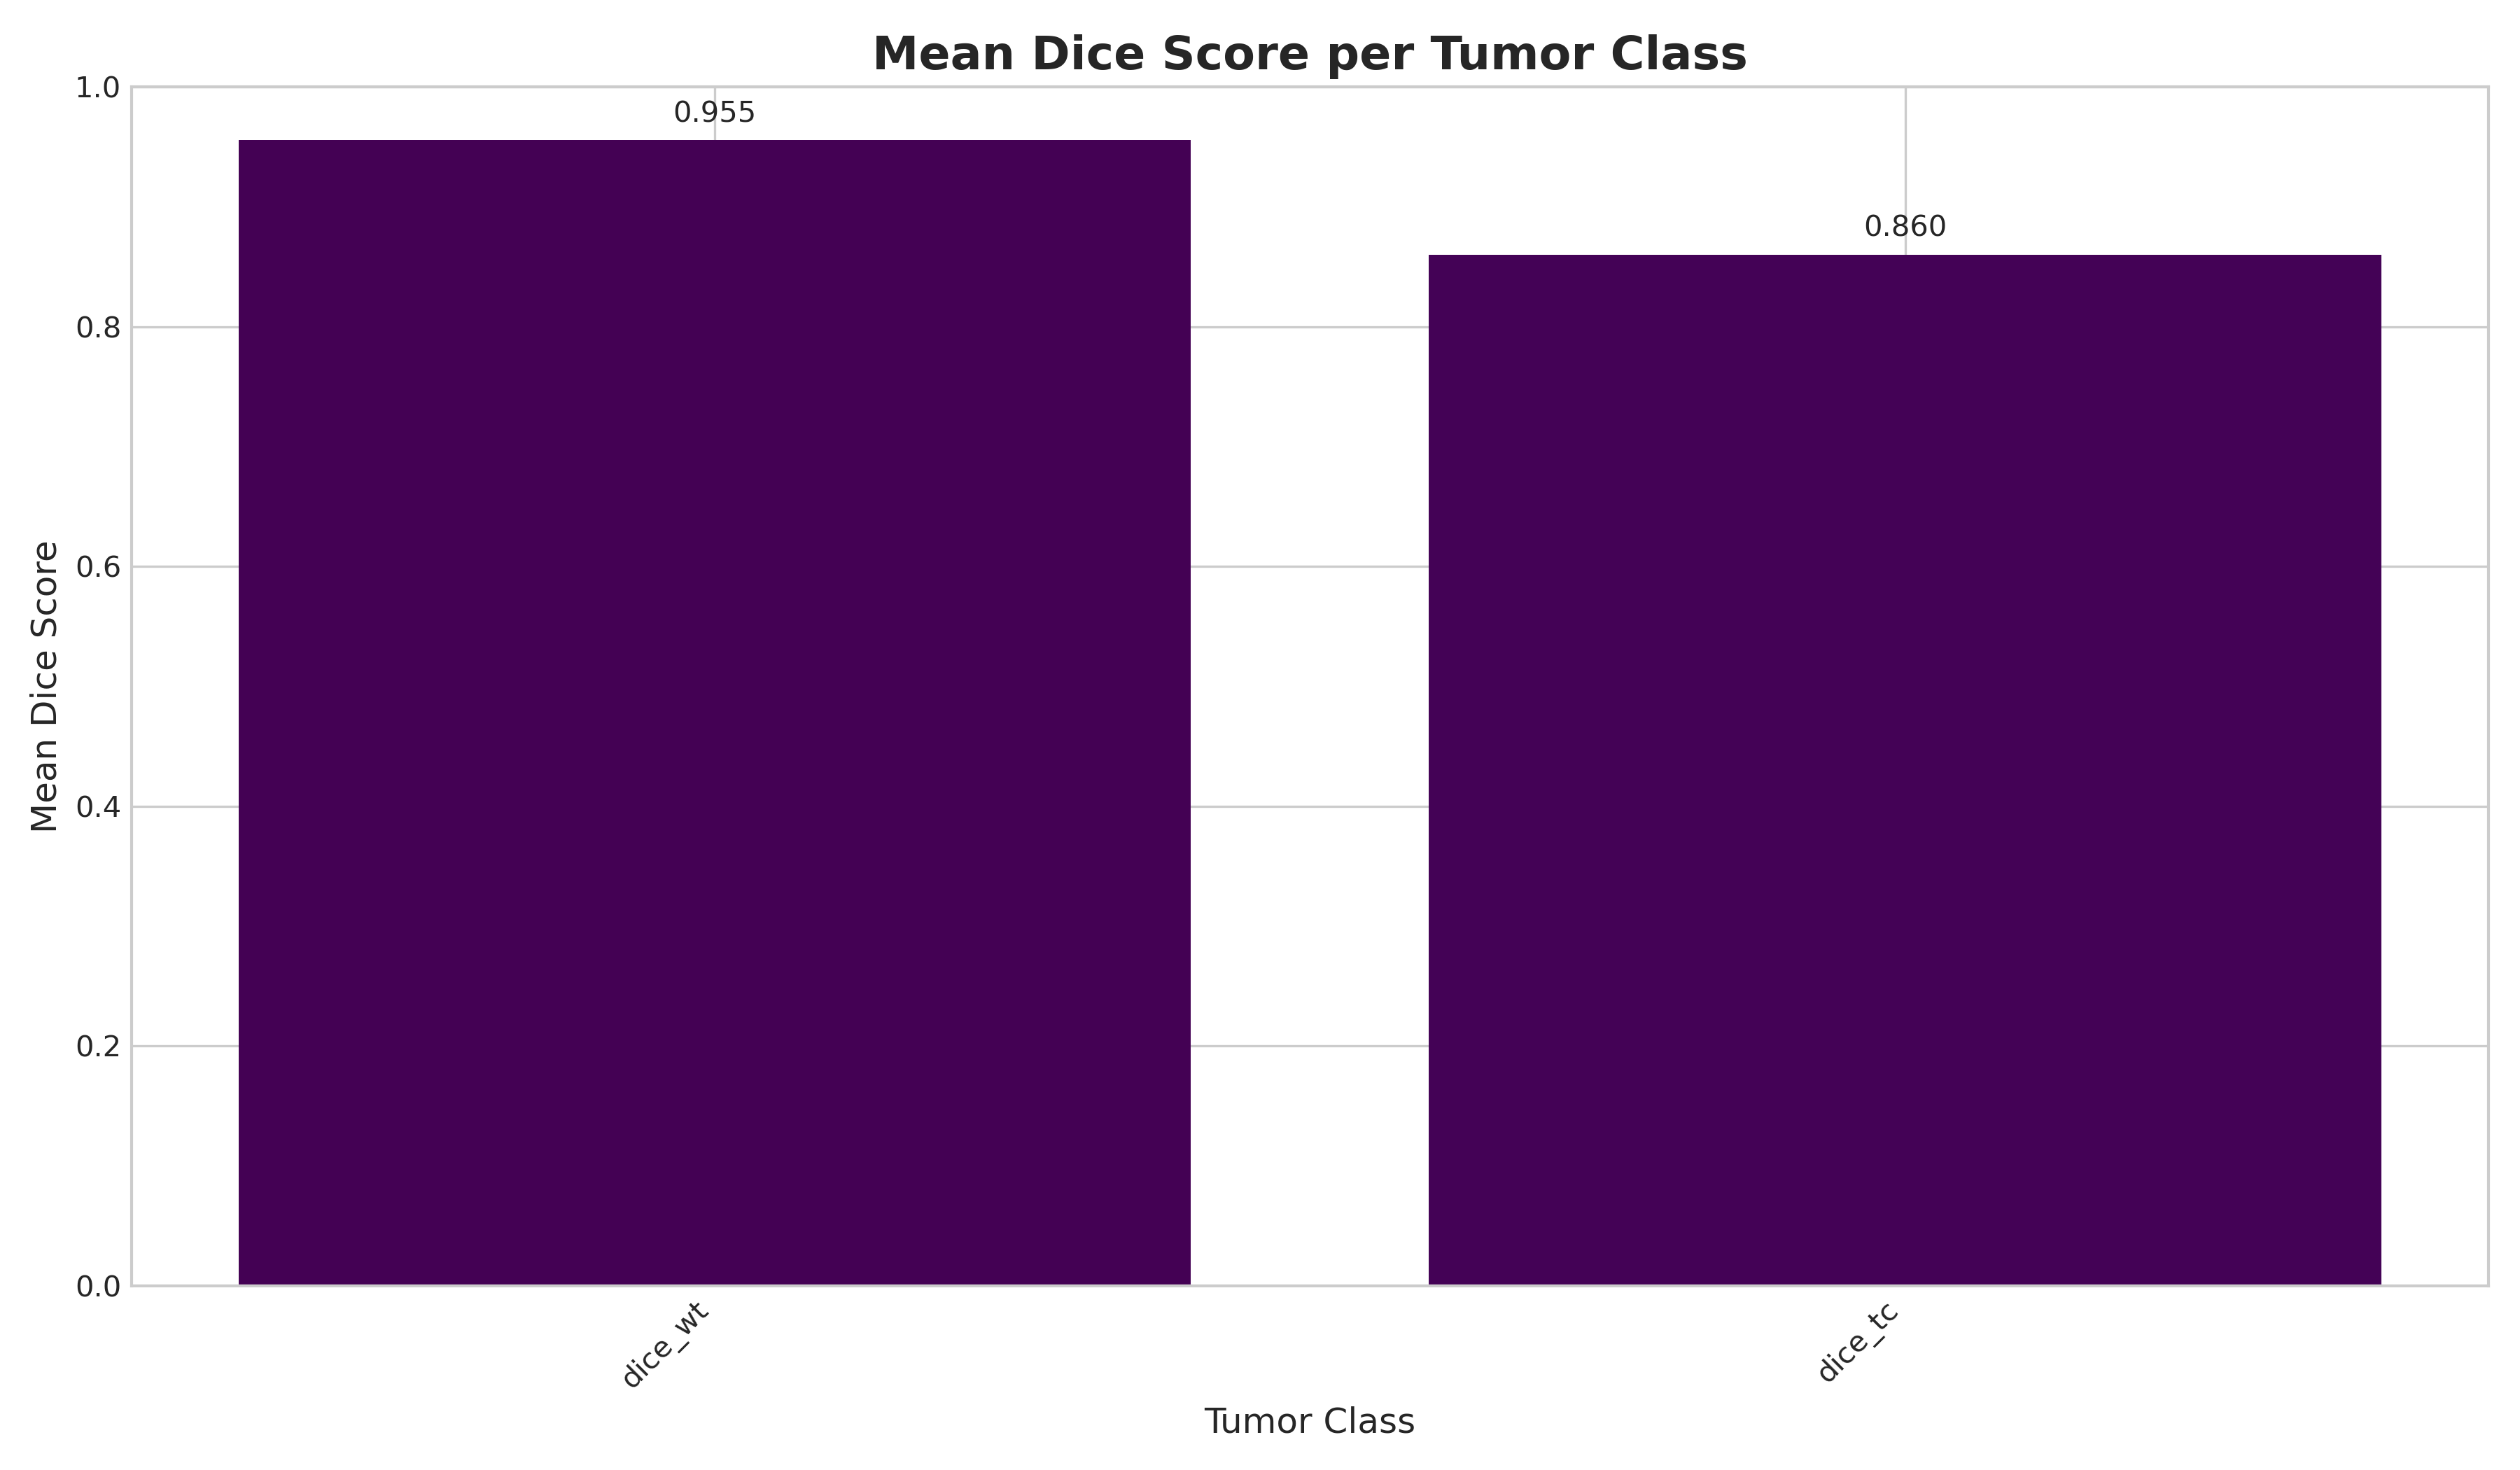 Mean Dice Score per Tumor Class
1.0
0.955
0.860
0.8
0.6
0.4
0.2
0.0
Mean Dice Score
dice_wt
dice_tc
Tumor Class